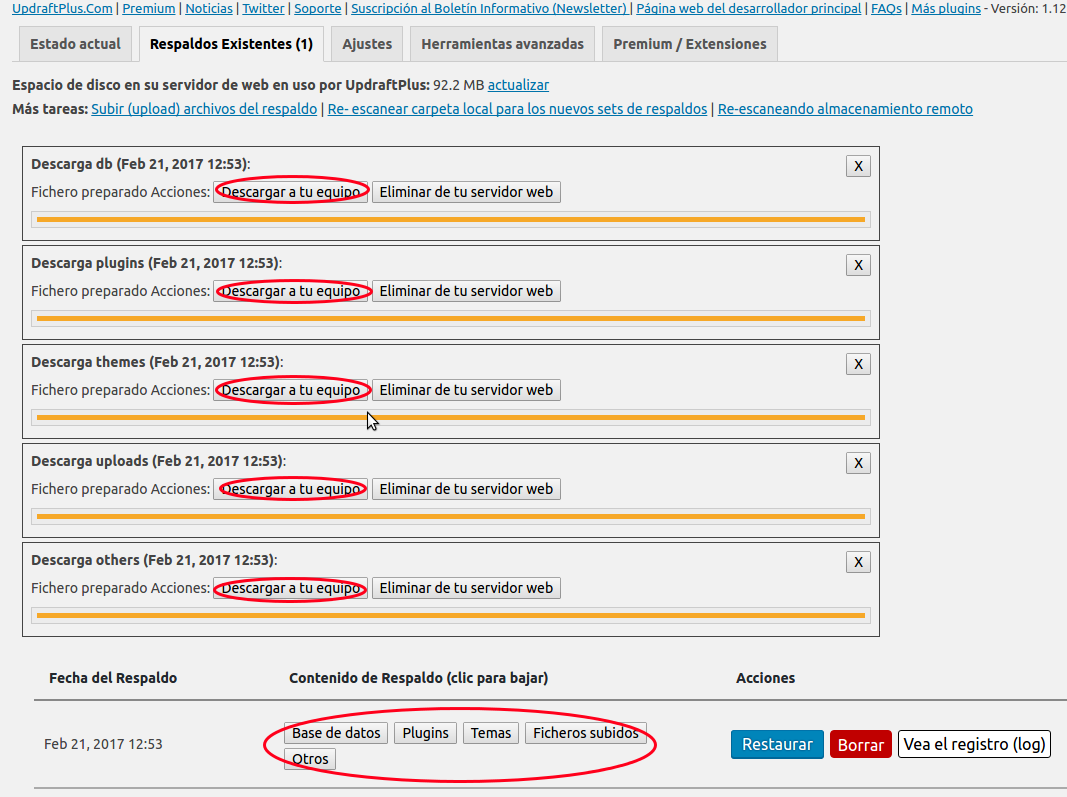 UpdraftPlus.Com | Premium | Noticias | Twitter | Soporte | Suscripción al Boletín Informativo (Newsletter) | Página web del desarrollador principal | FAQs | Más plugins - Versión: 1.12
Estado actual Respaldos Existentes (1) Ajustes Herramientas avanzadas Premium / Extensiones
Espacio de disco en su servidor de web en uso por UpdraftPlus: 92.2 MB actualizar
Más tareas: Subir (upload) archivos del respaldo | Re- escanear carpeta local para los nuevos sets de respaldos | Re-escaneando almacenamiento remoto
Descarga db (Feb 21, 2017 12:53): X
Fichero preparado Acciones: Descargar a tu equipo Eliminar de tu servidor web
Descarga plugins (Feb 21, 2017 12:53): X
Fichero preparado Acciones: Descargar a tu equipo Eliminar de tu servidor web
Descarga themes (Feb 21, 2017 12:53): X
Fichero preparado Acciones: Descargar a tu equipo Eliminar de tu servidor web
Descarga uploads (Feb 21, 2017 12:53): X
Fichero preparado Acciones: Descargar a tu equipo Eliminar de tu servidor web
Descarga others (Feb 21, 2017 12:53): X
Fichero preparado Acciones: Descargar a tu equipo Eliminar de tu servidor web
Fecha del Respaldo Contenido de Respaldo (clic para bajar) Acciones
Feb 21, 2017 12:53 Base de datos Plugins Temas Ficheros subidos Restaurar Borrar Vea el registro (log)
Otros